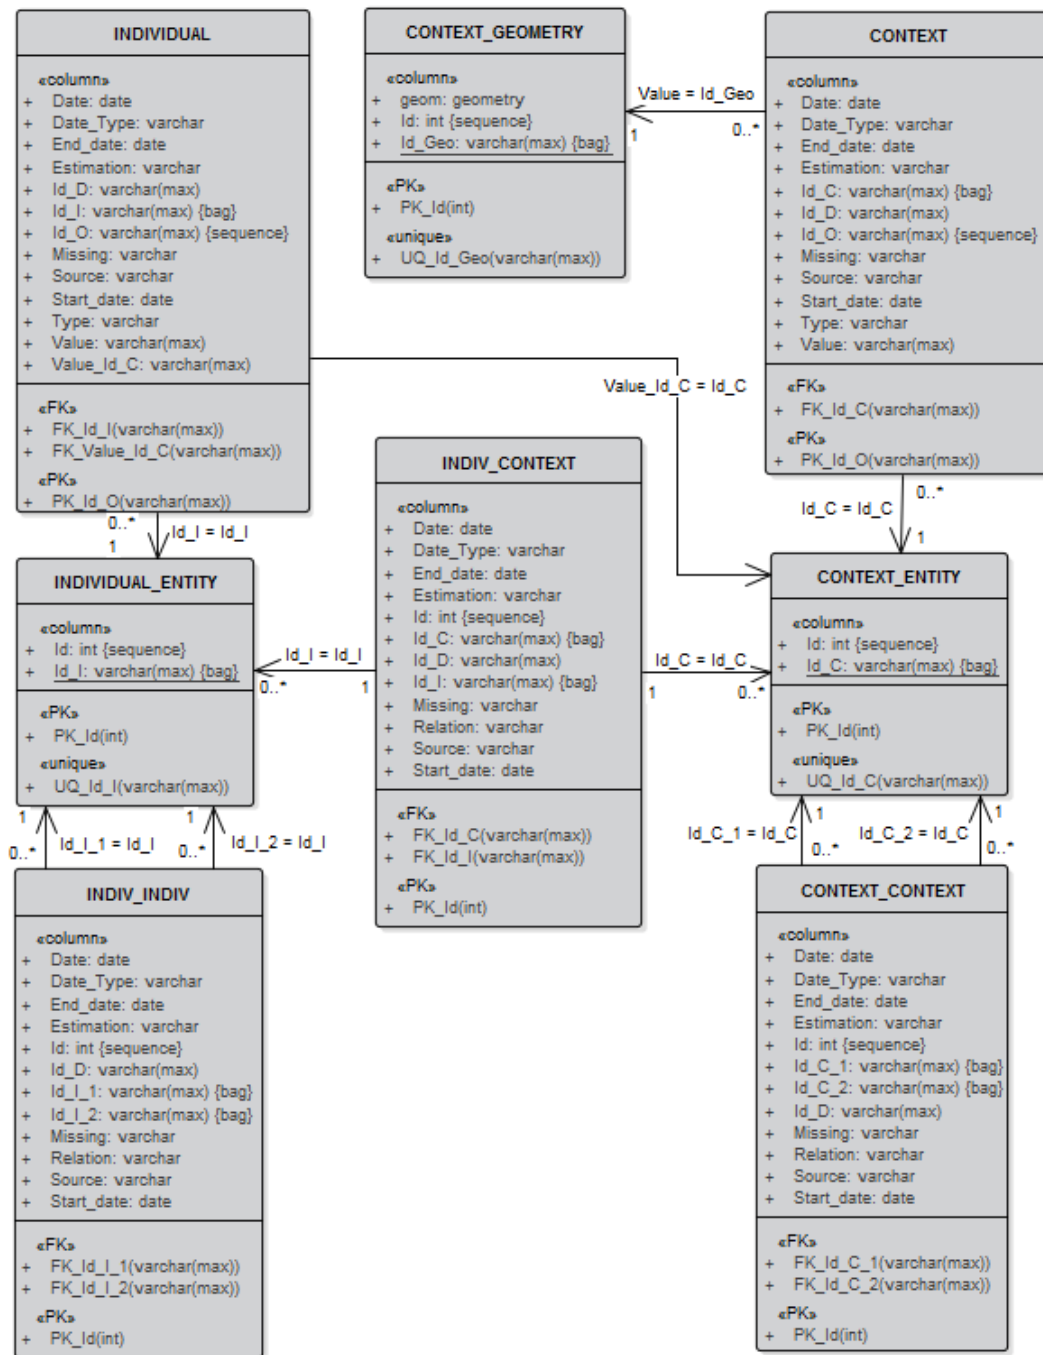 INDIVIDUAL
«column»
+ Date: date
+ Date_Type: varchar
+ End_date: date
+ Estimation: varchar
+ Id_D: varchar(max)
+ Id_I: varchar(max) {bag}
+ Id_O: varchar(max) {sequence}
+ Missing: varchar
+ Source: varchar
+ Start_date: date
+ Type: varchar
+ Value: varchar(max)
+ Value_Id_C: varchar(max)
«FK»
+ FK_Id_I(varchar(max))
+ FK_Value_Id_C(varchar(max))
«PK»
+ PK_Id_O(varchar(max))
CONTEXT_GEOMETRY
«column»
+ geom: geometry
+ Id: int {sequence}
+ Id_Geo: varchar(max) {bag}
«PK»
+ PK_Id(int)
«unique»
+ UQ_Id_Geo(varchar(max))
Value = Id_Geo
1
0..*
CONTEXT
«column»
+ Date: date
+ Date_Type: varchar
+ End_date: date
+ Estimation: varchar
+ Id_C: varchar(max) {bag}
+ Id_D: varchar(max)
+ Id_O: varchar(max) {sequence}
+ Missing: varchar
+ Source: varchar
+ Start_date: date
+ Type: varchar
+ Value: varchar(max)
«FK»
+ FK_Id_C(varchar(max))
«PK»
+ PK_Id_O(varchar(max))
Value_Id_C = Id_C
0..*
Id_I = Id_I
1
0..*
Id_C = Id_C
1
INDIVIDUAL_ENTITY
«column»
+ Id: int {sequence}
+ Id_I: varchar(max) {bag}
«PK»
+ PK_Id(int)
«unique»
+ UQ_Id_I(varchar(max))
Id_I = Id_I
0..*
1
INDIV_CONTEXT
«column»
+ Date: date
+ Date_Type: varchar
+ End_date: date
+ Estimation: varchar
+ Id: int {sequence}
+ Id_C: varchar(max) {bag}
+ Id_D: varchar(max)
+ Id_I: varchar(max) {bag}
+ Missing: varchar
+ Relation: varchar
+ Source: varchar
+ Start_date: date
«FK»
+ FK_Id_C(varchar(max))
+ FK_Id_I(varchar(max))
«PK»
+ PK_Id(int)
Id_C = Id_C
1
0..*
CONTEXT_ENTITY
«column»
+ Id: int {sequence}
+ Id_C: varchar(max) {bag}
«PK»
+ PK_Id(int)
«unique»
+ UQ_Id_C(varchar(max))
1
Id_I_1 = Id_I
0..*
1
Id_I_2 = Id_I
0..*
1
Id_C_1 = Id_C
0..*
1
Id_C_2 = Id_C
0..*
INDIV_INDIV
«column»
+ Date: date
+ Date_Type: varchar
+ End_date: date
+ Estimation: varchar
+ Id: int {sequence}
+ Id_D: varchar(max)
+ Id_I_1: varchar(max) {bag}
+ Id_I_2: varchar(max) {bag}
+ Missing: varchar
+ Relation: varchar
+ Source: varchar
+ Start_date: date
«FK»
+ FK_Id_I_1(varchar(max))
+ FK_Id_I_2(varchar(max))
«PK»
+ PK_Id(int)
CONTEXT_CONTEXT
«column»
+ Date: date
+ Date_Type: varchar
+ End_date: date
+ Estimation: varchar
+ Id: int {sequence}
+ Id_C_1: varchar(max) {bag}
+ Id_C_2: varchar(max) {bag}
+ Id_D: varchar(max)
+ Missing: varchar
+ Relation: varchar
+ Source: varchar
+ Start_date: date
«FK»
+ FK_Id_C_1(varchar(max))
+ FK_Id_C_2(varchar(max))
«PK»
+ PK_Id(int)